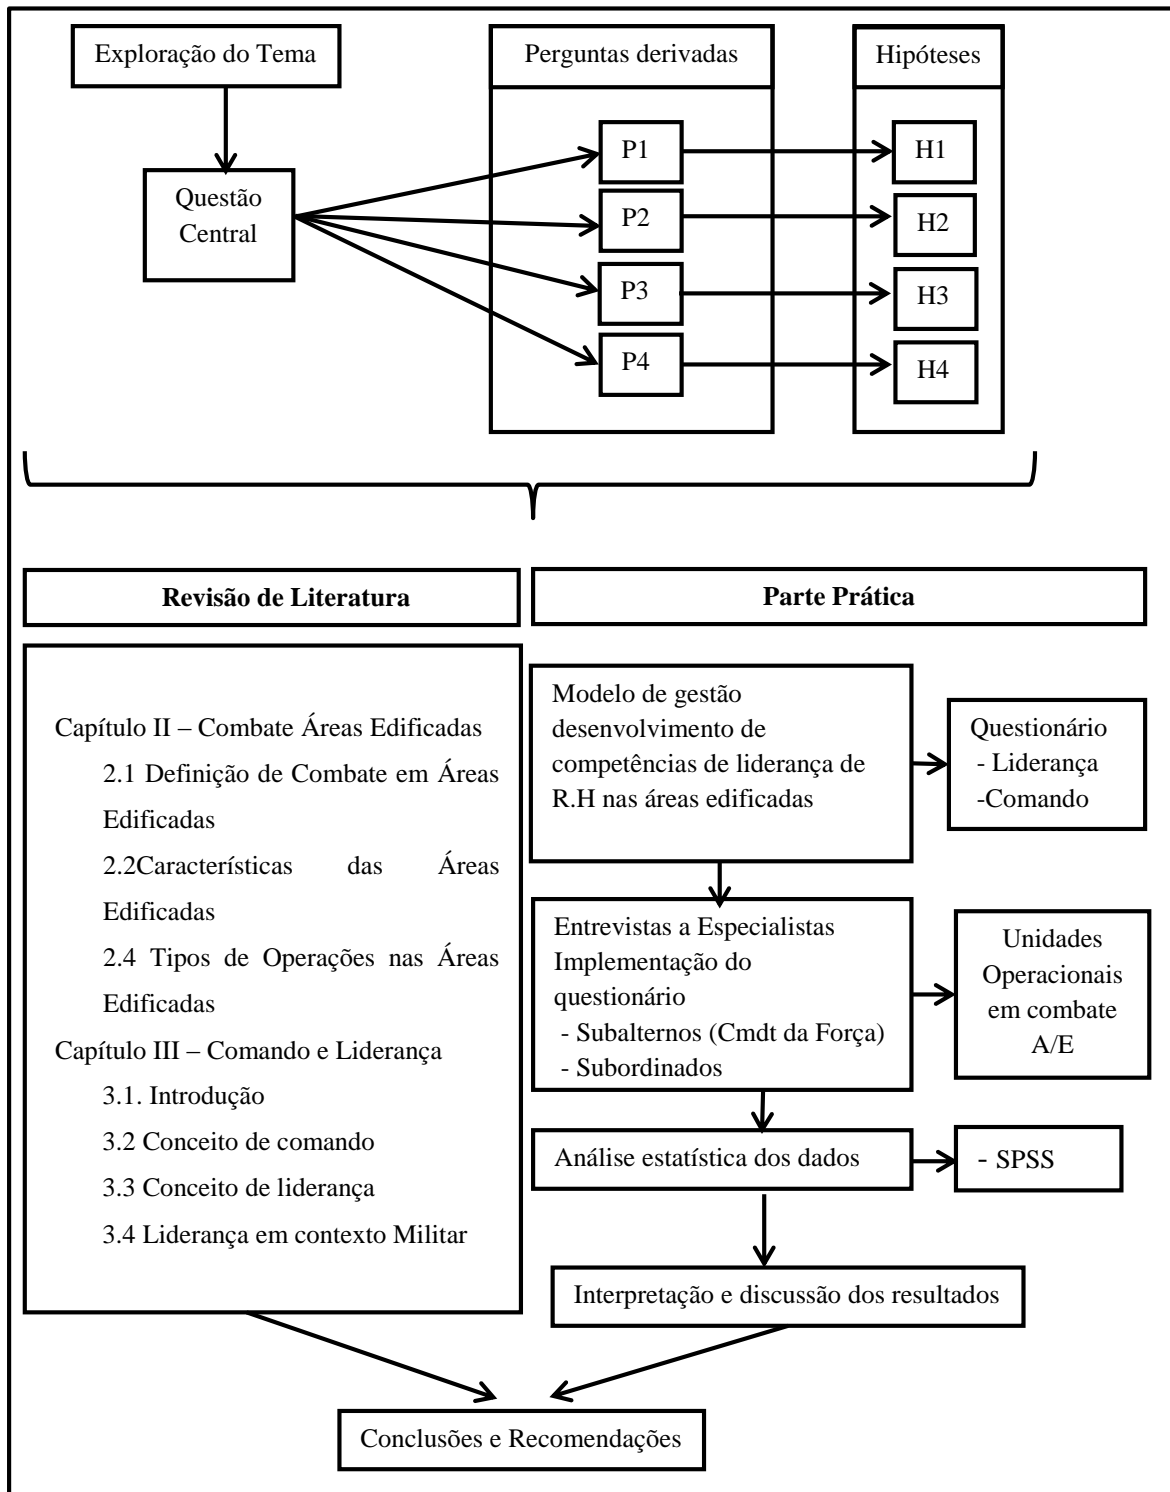 Exploração do Tema
Perguntas derivadas
Hipóteses
Questão
Central
P1
P2
P3
P4
H1
H2
H3
H4
Revisão de Literatura
Parte Prática
Capítulo II – Combate Áreas Edificadas
2.1 Definição de Combate em Áreas
Edificadas
2.2Características das Áreas
Edificadas
2.4 Tipos de Operações nas Áreas
Edificadas
Capítulo III – Comando e Liderança
3.1. Introdução
3.2 Conceito de comando
3.3 Conceito de liderança
3.4 Liderança em contexto Militar
Modelo de gestão
desenvolvimento de
competências de liderança de
R.H nas áreas edificadas
Questionário
- Liderança
-Comando
Entrevistas a Especialistas
Implementação do
questionário
- Subalternos (Cmdt da Força)
- Subordinados
Unidades
Operacionais
em combate
A/E
Análise estatística dos dados
- SPSS
Interpretação e discussão dos resultados
Conclusões e Recomendações